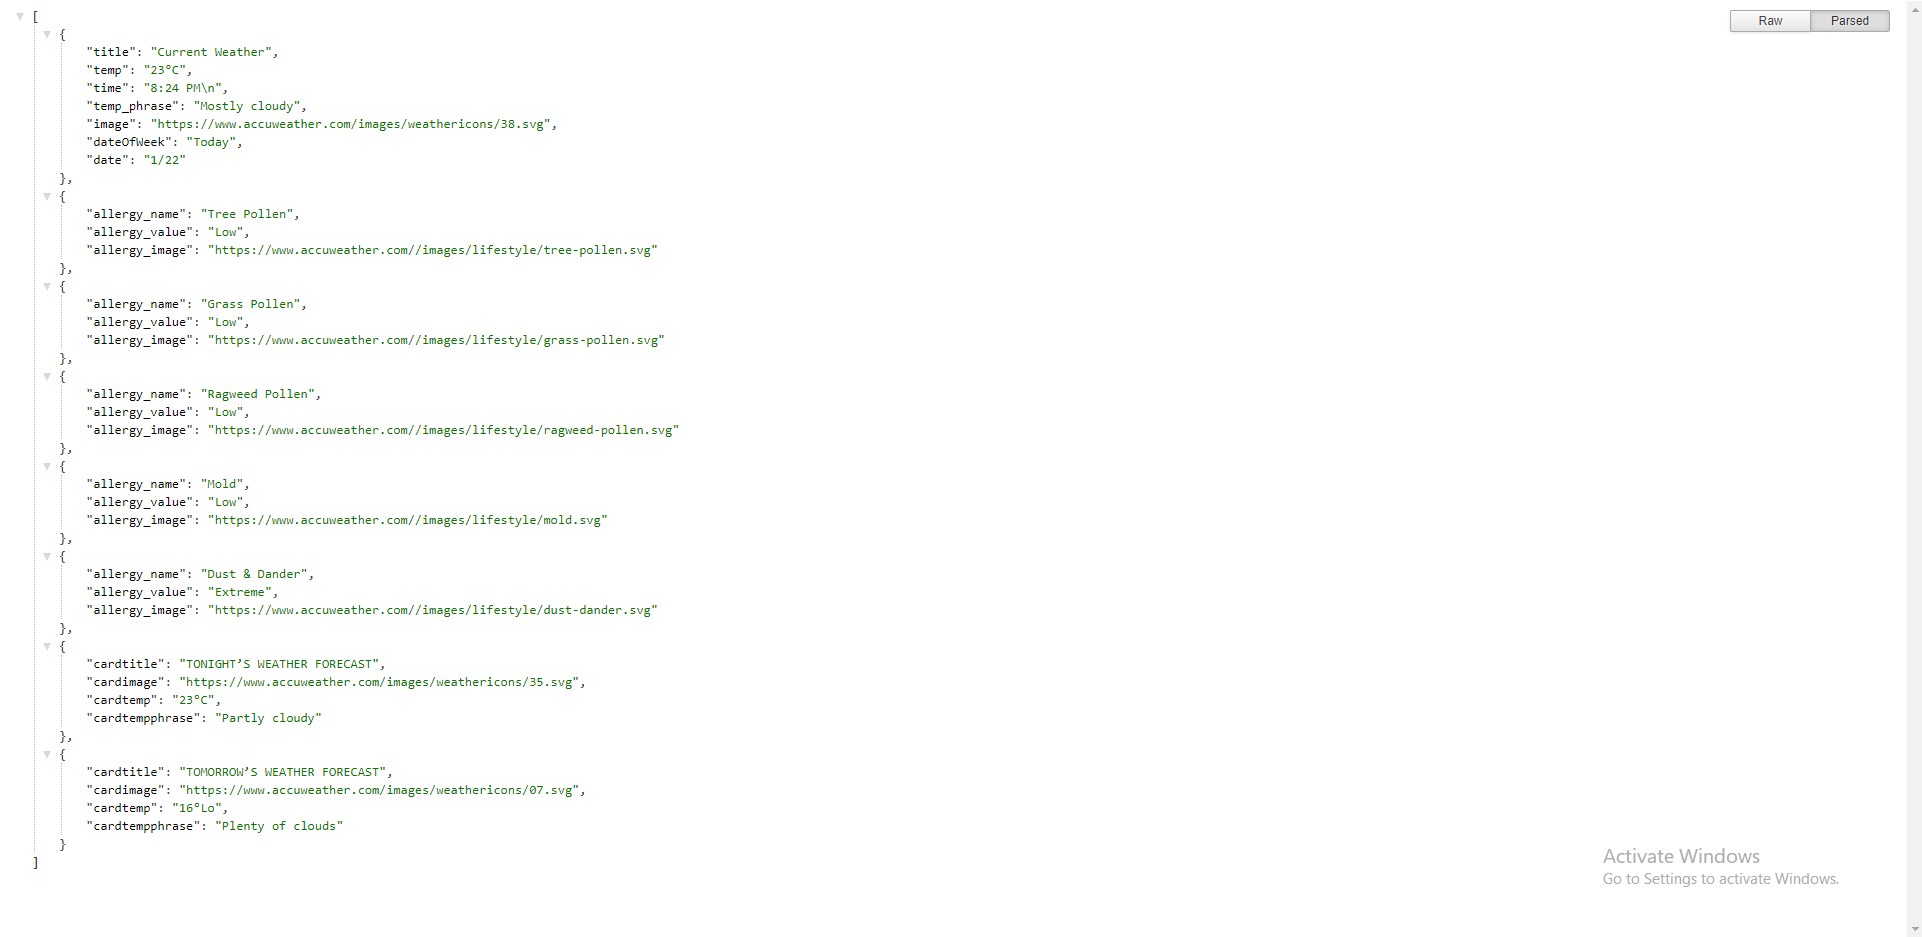 [
{
"title": "Current Weather",
"temp": "23°C",
"time": "8:24 PM\n",
"temp_phrase": "Mostly cloudy",
"image": "https://www.accuweather.com/images/weathericons/38.svg",
"dateOfWeek": "Today",
"date": "1/22"
},
{
"allergy_name": "Tree Pollen",
"allergy_value": "Low",
"allergy_image": "https://www.accuweather.com//images/lifestyle/tree-pollen.svg"
},
{
"allergy_name": "Grass Pollen",
"allergy_value": "Low",
"allergy_image": "https://www.accuweather.com//images/lifestyle/grass-pollen.svg"
},
{
"allergy_name": "Ragweed Pollen",
"allergy_value": "Low",
"allergy_image": "https://www.accuweather.com//images/lifestyle/ragweed-pollen.svg"
},
{
"allergy_name": "Mold",
"allergy_value": "Low",
"allergy_image": "https://www.accuweather.com//images/lifestyle/mold.svg"
},
{
"allergy_name": "Dust & Dander",
"allergy_value": "Extreme",
"allergy_image": "https://www.accuweather.com//images/lifestyle/dust-dander.svg"
},
{
"cardtitle": "TONIGHT’S WEATHER FORECAST",
"cardimage": "https://www.accuweather.com/images/weathericons/35.svg",
"cardtemp": "23°C",
"cardtempphrase": "Partly cloudy"
},
{
"cardtitle": "TOMORROW’S WEATHER FORECAST",
"cardimage": "https://www.accuweather.com/images/weathericons/07.svg",
"cardtemp": "16°Lo",
"cardtempphrase": "Plenty of clouds"
}
]
Raw Parsed
Activate Windows
Go to Settings to activate Windows.